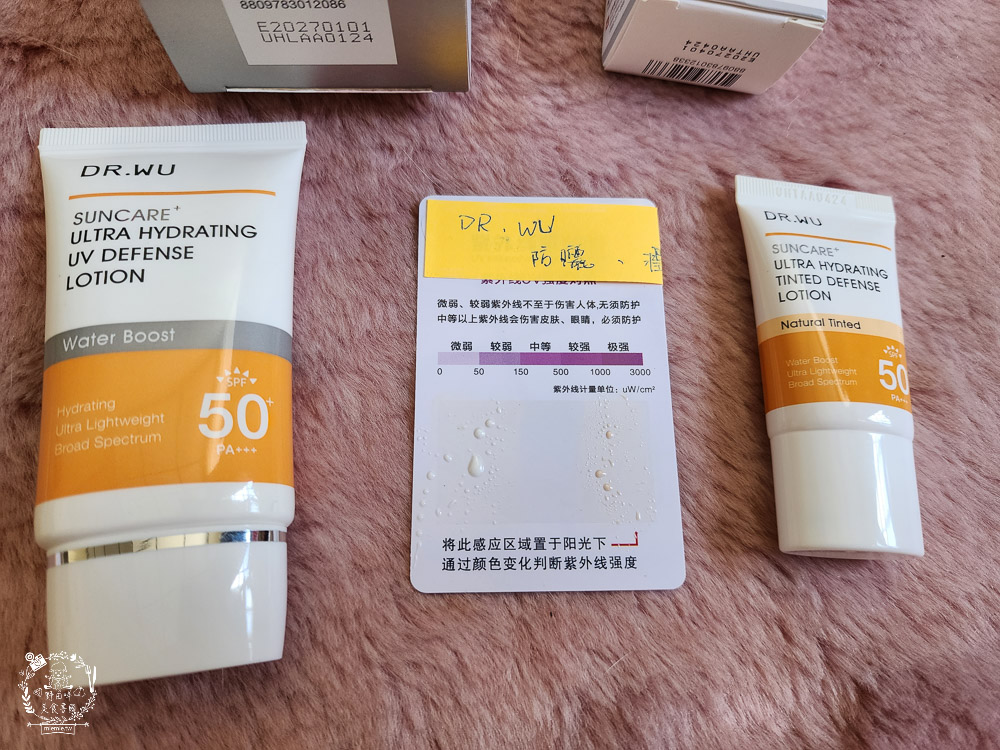 8809783012086
E20270101
UHLAA0124
8809783012338
E20270401
UHTAA0424
DR.WU
SUNCARE+
ULTRA HYDRATING
UV DEFENSE
LOTION
Water Boost
Hydrating
Ultra Lightweight
Broad Spectrum
SPF
50+
PA+++
DR.WU
防曬、
微弱、较弱紫外线不至于伤害人体,无须防护
中等以上紫外线会伤害皮肤、眼睛，必须防护
微弱 较弱 中等 较强 极强
0 50 150 500 1000 3000
紫外线计量单位：uW/cm²
将此感应区域置于阳光下
通过颜色变化判断紫外线强度
DR.WU
SUNCARE+
ULTRA HYDRATING
TINTED DEFENSE
LOTION
Natural Tinted
Water Boost
Ultra Lightweight
Broad Spectrum
SPF
50
PA+++
miemie.tw